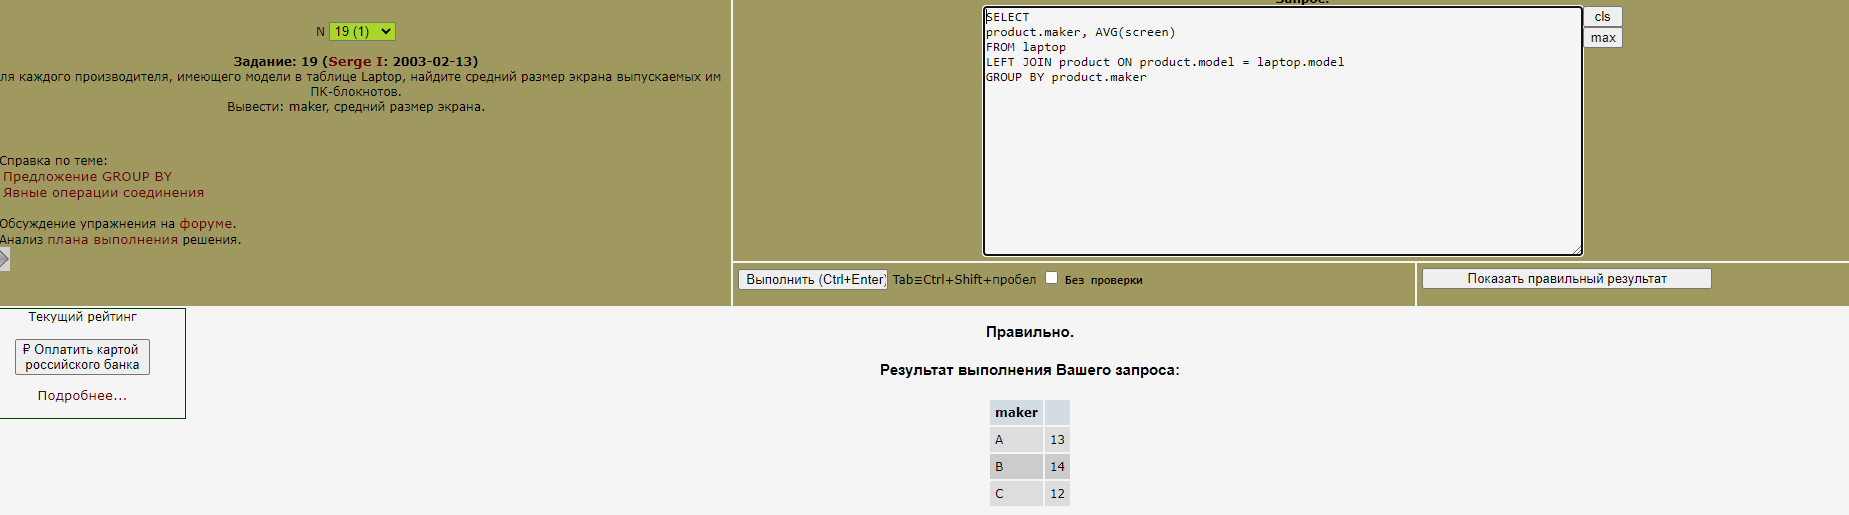 N 19 (1)
Задание: 19 (Serge I: 2003-02-13)
ля каждого производителя, имеющего модели в таблице Laptop, найдите средний размер экрана выпускаемых им
ПК-блокнотов.
Вывести: maker, средний размер экрана.
Справка по теме:
Предложение GROUP BY
Явные операции соединения
Обсуждение упражнения на форуме.
Анализ плана выполнения решения.
Запрос:
SELECT
product.maker, AVG(screen)
FROM laptop
LEFT JOIN product ON product.model = laptop.model
GROUP BY product.maker
cls
max
Выполнить (Ctrl+Enter) Tab≡Ctrl+Shift+пробел Без проверки
Показать правильный результат
Текущий рейтинг
₽ Оплатить картой
российского банка
Подробнее...
Правильно.
Результат выполнения Вашего запроса:
maker
A 13
B 14
C 12